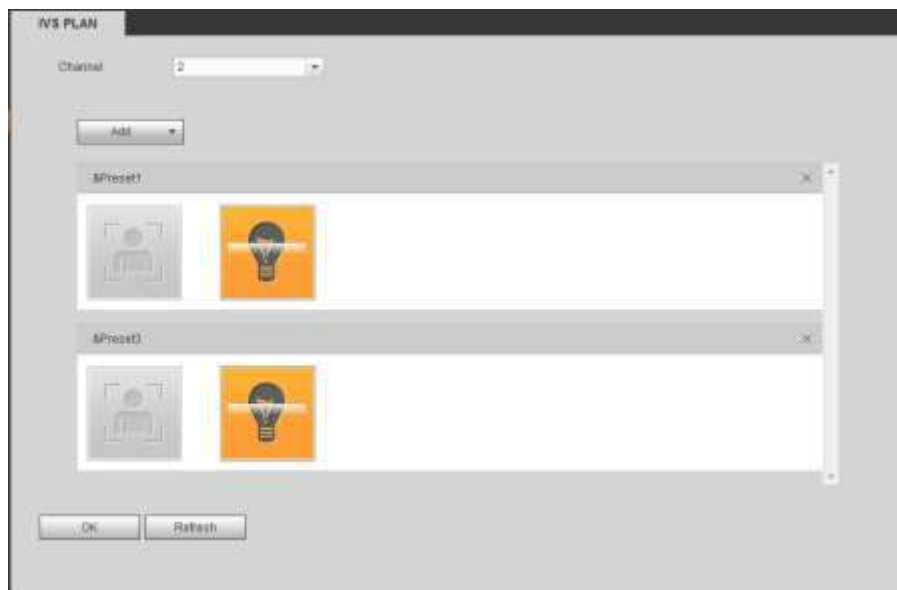 IVS PLAN
Channel
2
Add
&Preset1
&Preset3
OK
Refresh